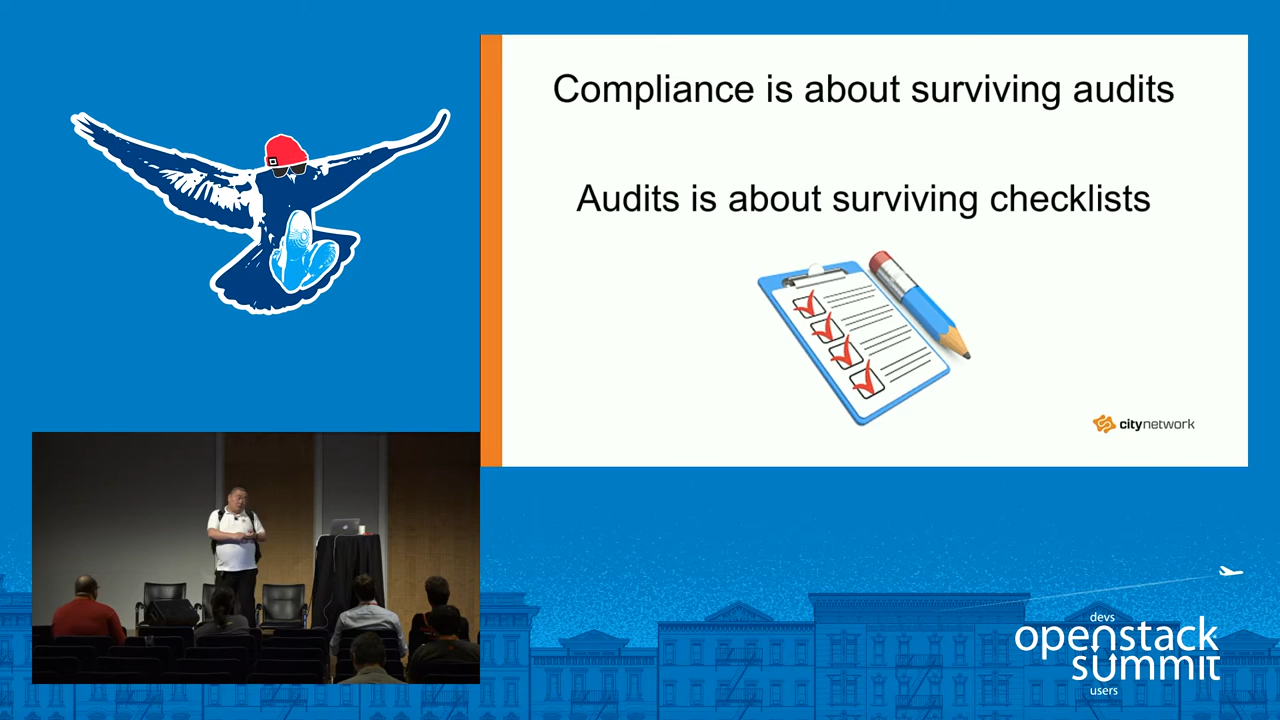 Compliance is about surviving audits
Audits is about surviving checklists
citynetwork
devs
openstack
summit
users